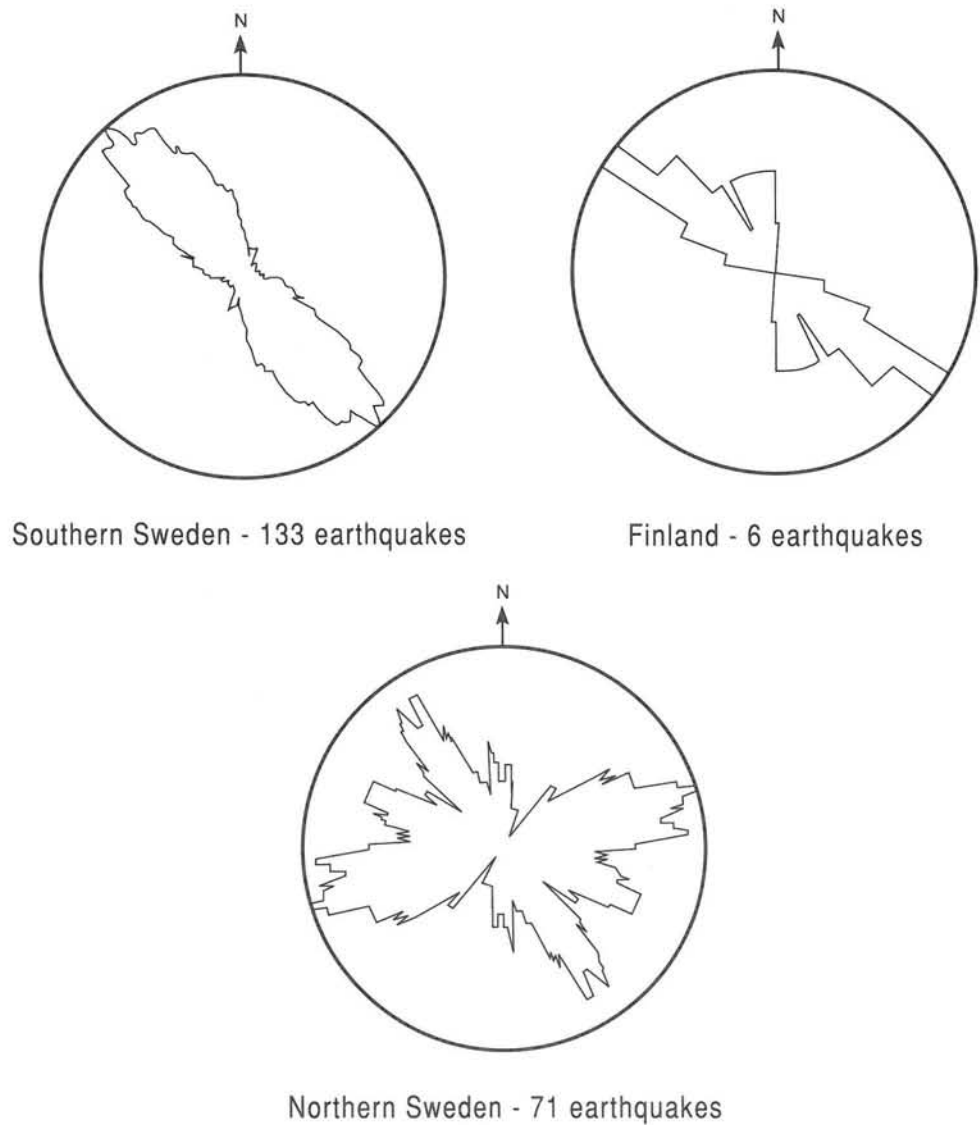 N
N
Southern Sweden - 133 earthquakes
Finland - 6 earthquakes
N
Northern Sweden - 71 earthquakes